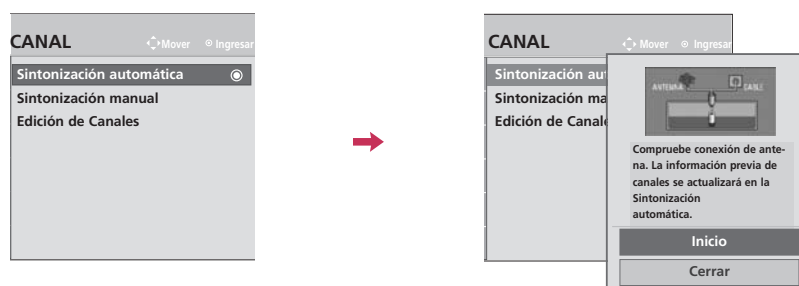 CANAL
Mover
Ingresar
Sintonización automática
Sintonización manual
Edición de Canales
CANAL
Mover
Ingresar
Sintonización aut
Sintonización ma
Edición de Canale
ANTENNA
CABLE
Compruebe conexión de ante-
na. La información previa de
canales se actualizará en la
Sintonización
automática.
Inicio
Cerrar